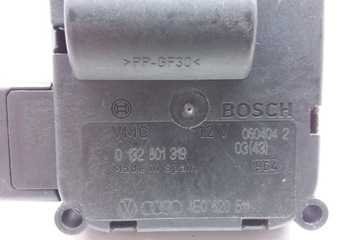 >PP-GF30<
BOSCH
VMC 12 V 060404 2
0 132 801 319 03(43)
Made in Spain 964
4E0 820 511